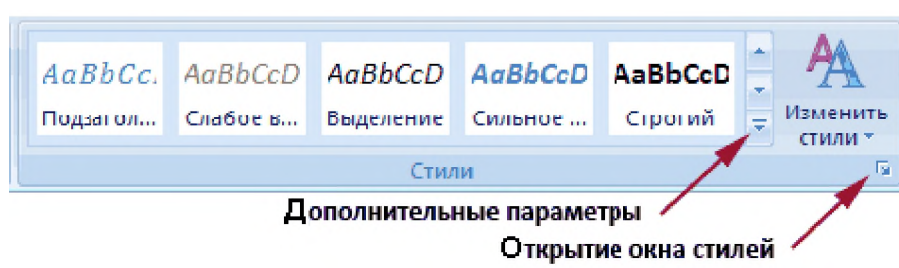 AaBbCc. AaBbCcD AaBbCcD AaBbCcD AaBbCcD
Подзагол... Слабое в... Выделение Сильное ... Строгий
Изменить
стили
Стили
Дополнительные параметры
Открытие окна стилей